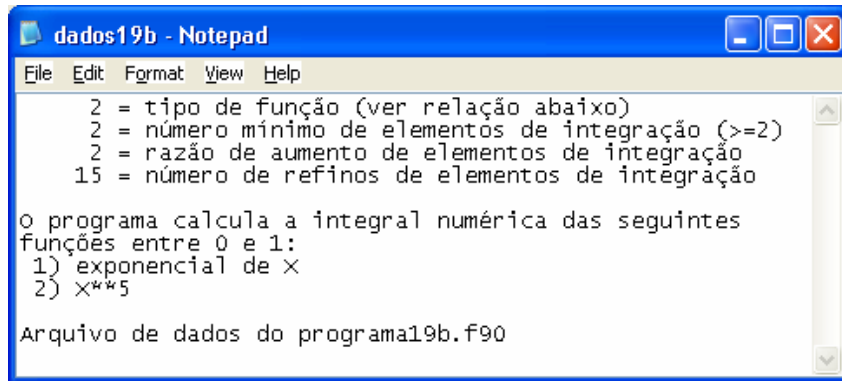 dados19b - Notepad
File Edit Format View Help
2 = tipo de função (ver relação abaixo)
2 = número mínimo de elementos de integração (>=2)
2 = razão de aumento de elementos de integração
15 = número de refinos de elementos de integração
O programa calcula a integral numérica das seguintes
funções entre 0 e 1:
1) exponencial de X
2) X**5
Arquivo de dados do programa19b.f90